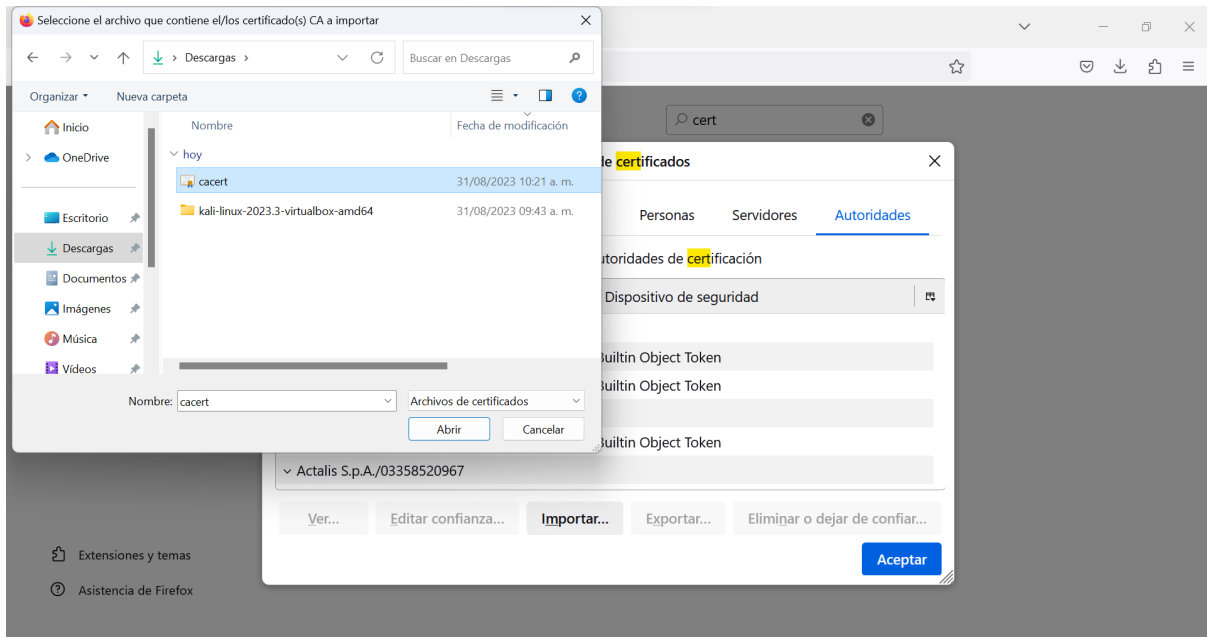 Seleccione el archivo que contiene el/los certificado(s) CA a importar
Descargas
Buscar en Descargas
Organizar
Nueva carpeta
Inicio
OneDrive
Escritorio
Descargas
Documentos
Imágenes
Música
Vídeos
Nombre
Fecha de modificación
hoy
cacert
31/08/2023 10:21 a. m.
kali-linux-2023.3-virtualbox-amd64
31/08/2023 09:43 a. m.
Nombre:
cacert
Archivos de certificados
Abrir
Cancelar
cert
de certificados
Personas
Servidores
Autoridades
utoridades de certificación
Dispositivo de seguridad
Builtin Object Token
Builtin Object Token
Builtin Object Token
Actalis S.p.A./03358520967
Ver...
Editar confianza...
Importar...
Exportar...
Eliminar o dejar de confiar...
Aceptar
Extensiones y temas
Asistencia de Firefox